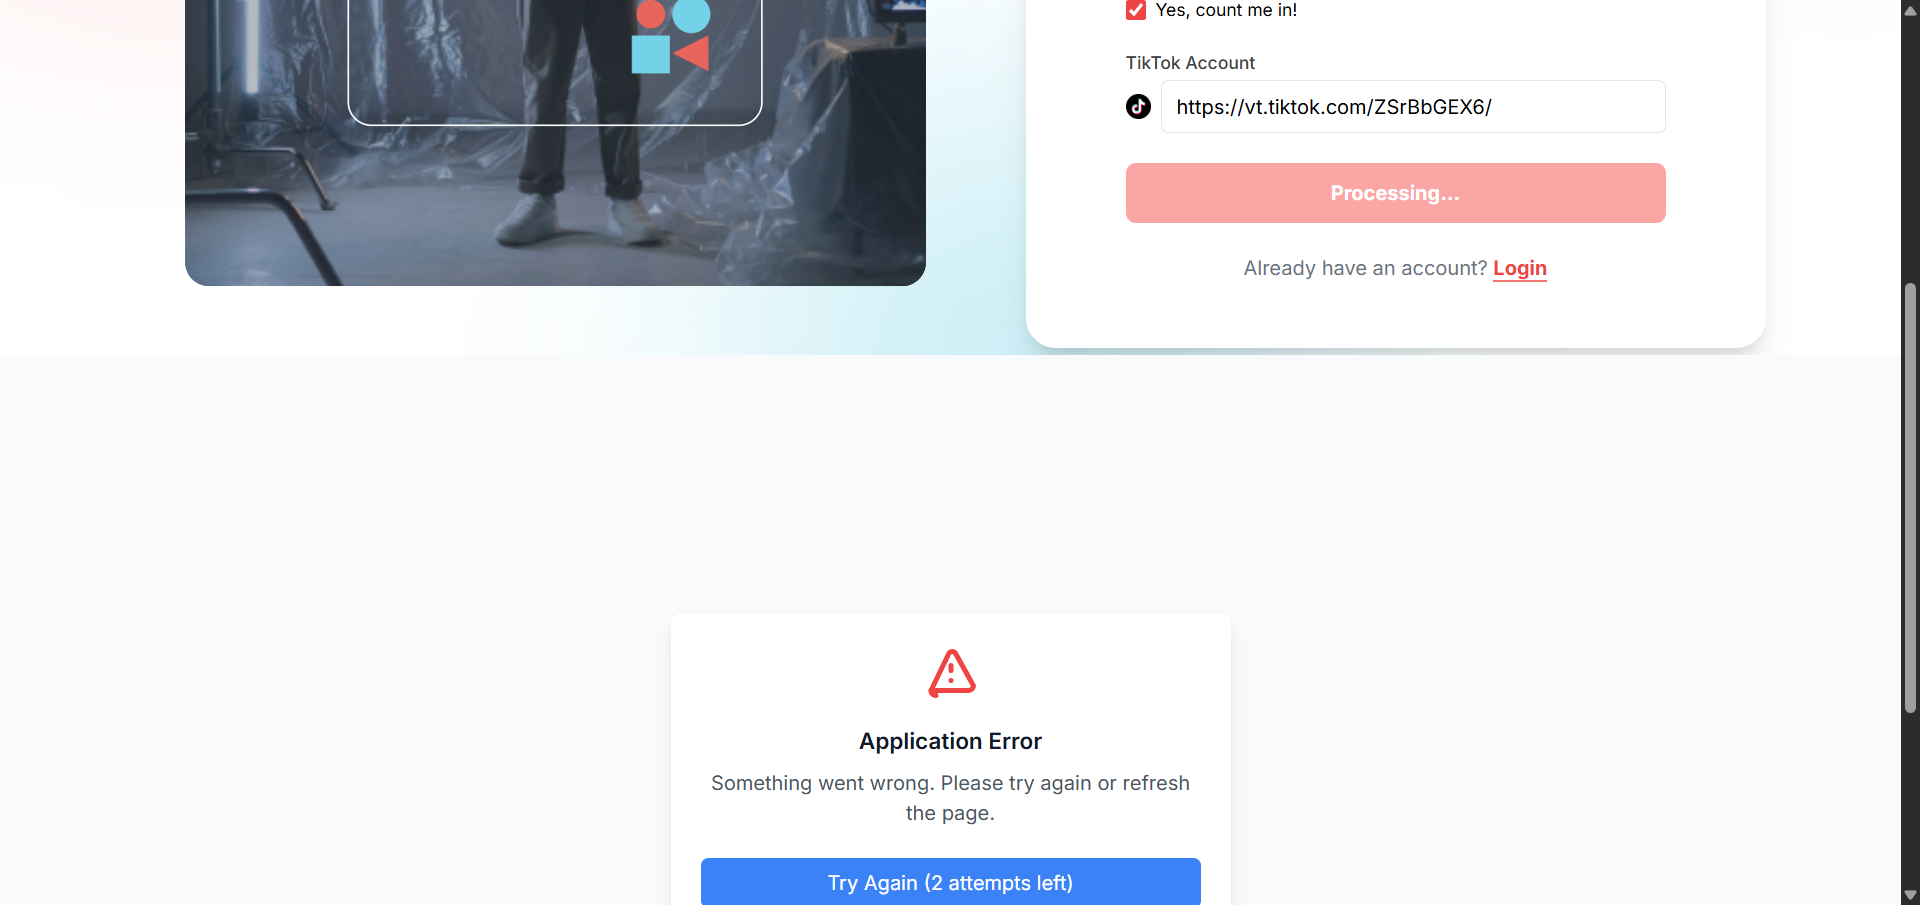 Yes, count me in!
TikTok Account
https://vt.tiktok.com/ZSrBbGEX6/
Processing...
Already have an account? Login
Application Error
Something went wrong. Please try again or refresh
the page.
Try Again (2 attempts left)